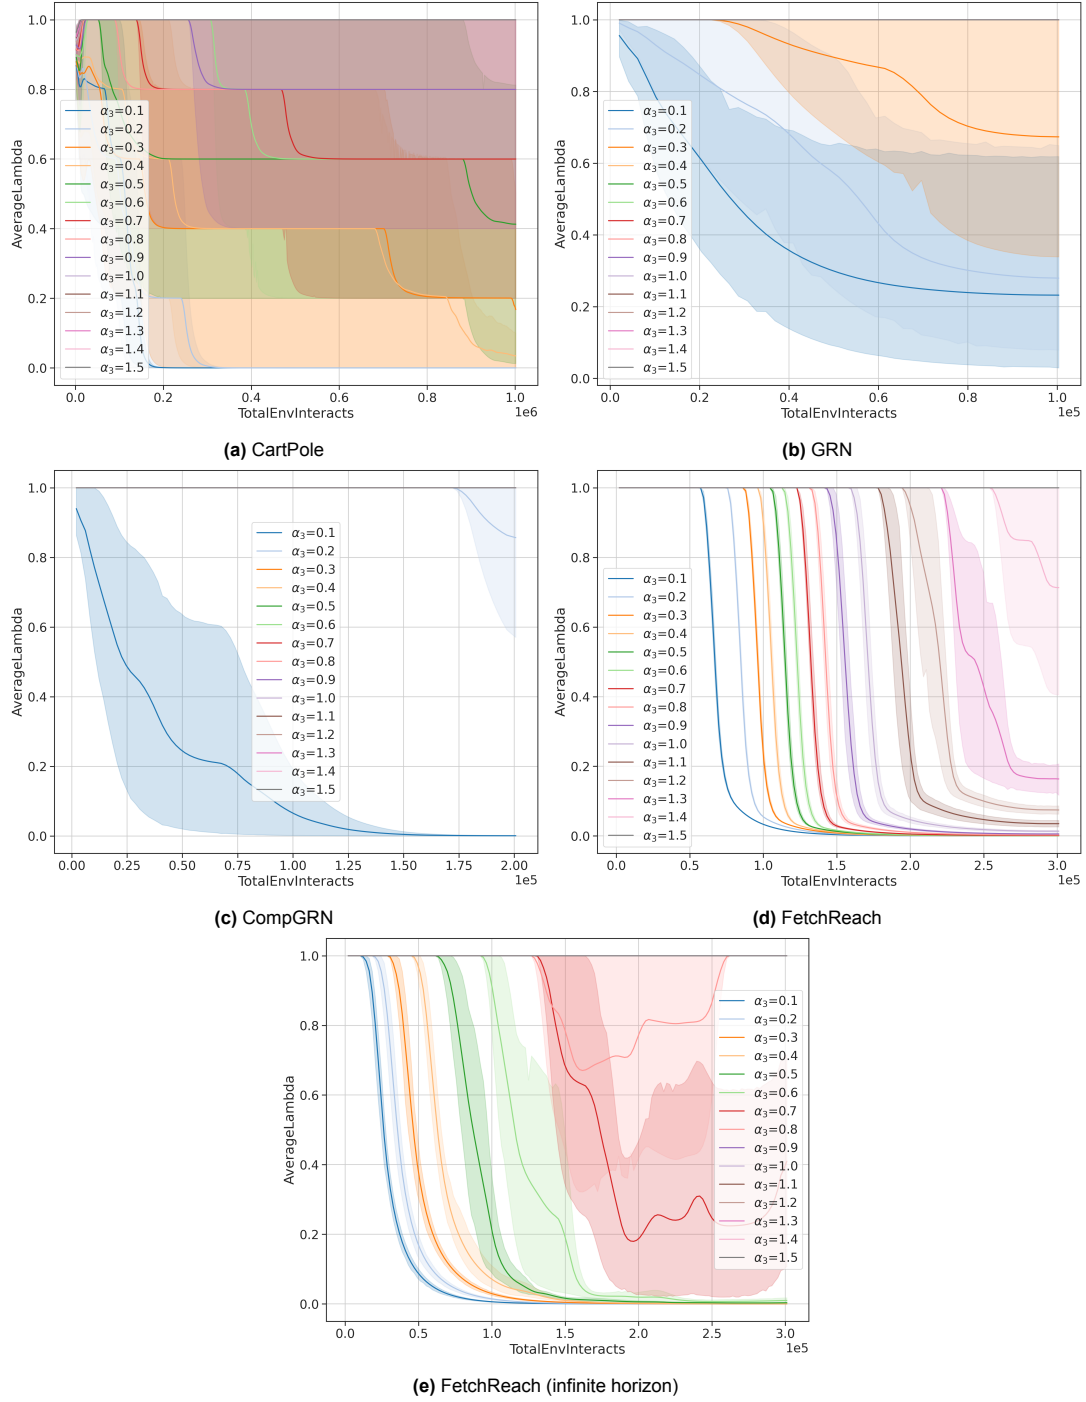 1.0
0.8
0.6
0.4
0.2
0.0
AverageLambda
α3=0.1
α3=0.2
α3=0.3
α3=0.4
α3=0.5
α3=0.6
α3=0.7
α3=0.8
α3=0.9
α3=1.0
α3=1.1
α3=1.2
α3=1.3
α3=1.4
α3=1.5
0.0 0.2 0.4 0.6 0.8 1.0
1e6
TotalEnvInteracts
(a) CartPole
1.0
0.8
0.6
0.4
0.2
0.0
AverageLambda
α3=0.1
α3=0.2
α3=0.3
α3=0.4
α3=0.5
α3=0.6
α3=0.7
α3=0.8
α3=0.9
α3=1.0
α3=1.1
α3=1.2
α3=1.3
α3=1.4
α3=1.5
0.0 0.2 0.4 0.6 0.8 1.0
1e5
TotalEnvInteracts
(b) GRN
1.0
0.8
0.6
0.4
0.2
0.0
AverageLambda
α3=0.1
α3=0.2
α3=0.3
α3=0.4
α3=0.5
α3=0.6
α3=0.7
α3=0.8
α3=0.9
α3=1.0
α3=1.1
α3=1.2
α3=1.3
α3=1.4
α3=1.5
0.00 0.25 0.50 0.75 1.00 1.25 1.50 1.75 2.00
1e5
TotalEnvInteracts
(c) CompGRN
1.0
0.8
0.6
0.4
0.2
0.0
AverageLambda
α3=0.1
α3=0.2
α3=0.3
α3=0.4
α3=0.5
α3=0.6
α3=0.7
α3=0.8
α3=0.9
α3=1.0
α3=1.1
α3=1.2
α3=1.3
α3=1.4
α3=1.5
0.0 0.5 1.0 1.5 2.0 2.5 3.0
1e5
TotalEnvInteracts
(d) FetchReach
1.0
0.8
0.6
0.4
0.2
0.0
AverageLambda
α3=0.1
α3=0.2
α3=0.3
α3=0.4
α3=0.5
α3=0.6
α3=0.7
α3=0.8
α3=0.9
α3=1.0
α3=1.1
α3=1.2
α3=1.3
α3=1.4
α3=1.5
0.0 0.5 1.0 1.5 2.0 2.5 3.0
1e5
TotalEnvInteracts
(e) FetchReach (infinite horizon)